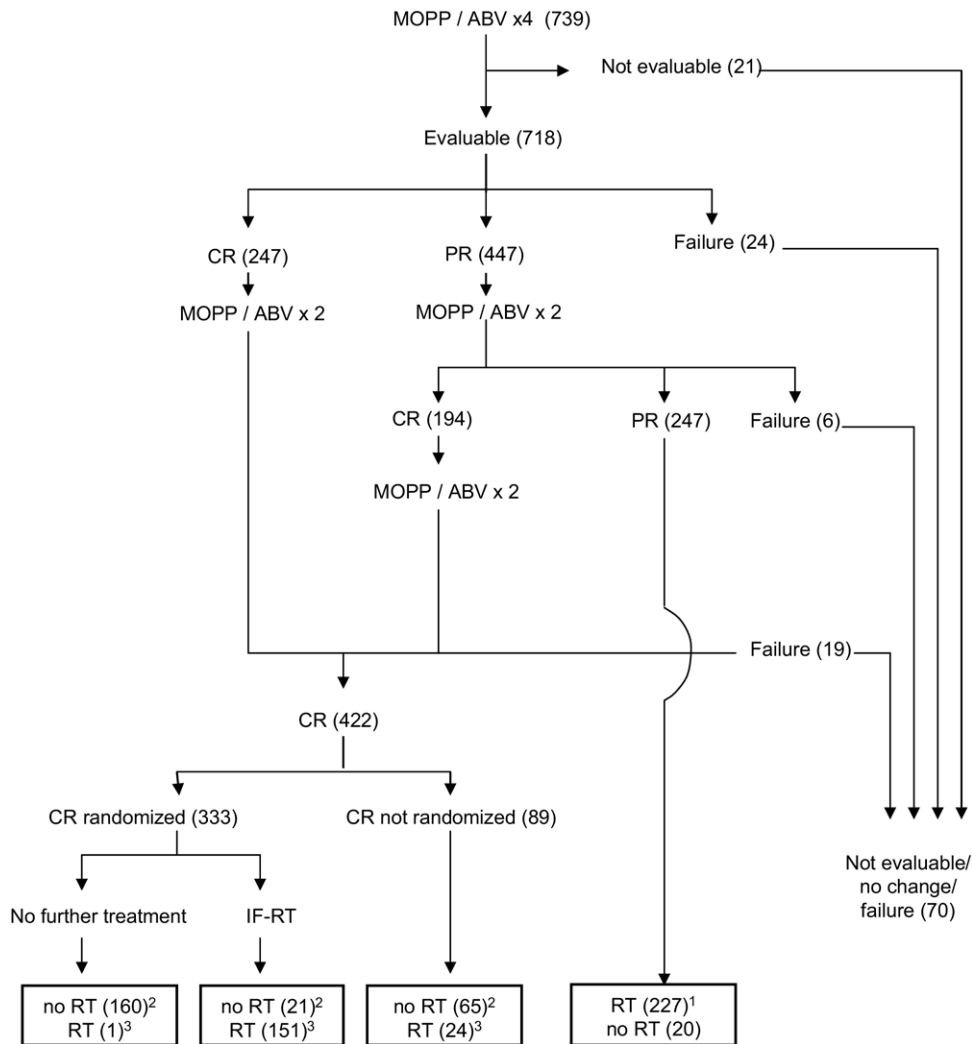 MOPP / ABV x4 (739)
Not evaluable (21)
Evaluable (718)
CR (247)
PR (447)
Failure (24)
MOPP / ABV x 2
MOPP / ABV x 2
CR (194)
PR (247)
Failure (6)
MOPP / ABV x 2
Failure (19)
CR (422)
CR randomized (333)
CR not randomized (89)
Not evaluable/
no change/
failure (70)
No further treatment
IF-RT
no RT (160)²
RT (1)³
no RT (21)²
RT (151)³
no RT (65)²
RT (24)³
RT (227)¹
no RT (20)